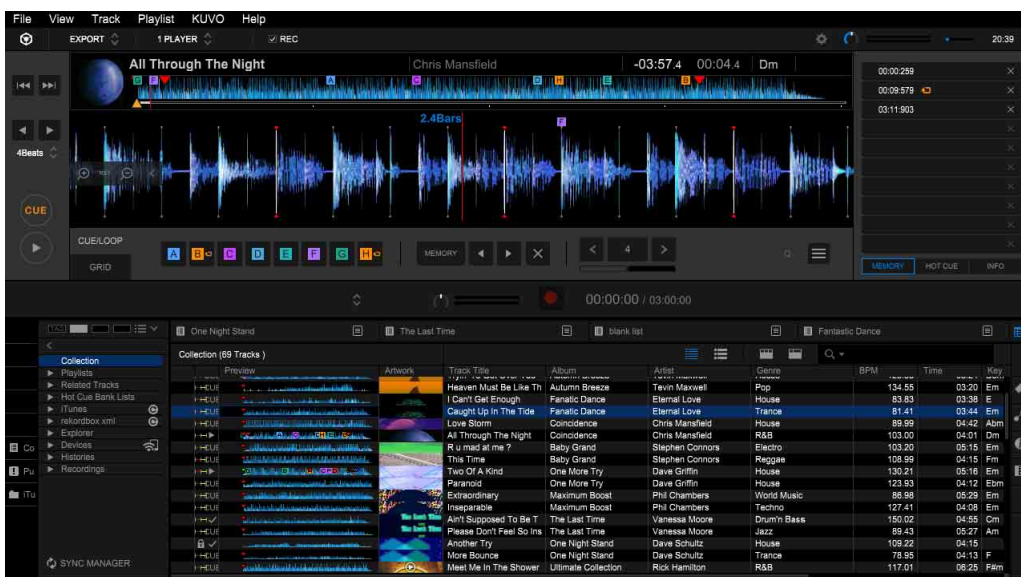 File View Track Playlist KUVO Help
EXPORT 1 PLAYER REC 20:39
All Through The Night Chris Mansfield -03:57.4 00:04.4 Dm
G F A C D H E B
2.4Bars
F
4Beats
CUE
CUE/LOOP
GRID
A B C D E F G H
MEMORY 4
00:00:259
00:09:579
03:11:903
MEMORY HOT CUE INFO
00:00:00 / 03:00:00
TAG One Night Stand The Last Time blank list Fantastic Dance
Collection
Playlists
Related Tracks
Hot Cue Bank Lists
iTunes
rekordbox xml
Explorer
Devices
Histories
Recordings
Co
Pu
iTu
SYNC MANAGER
Collection (69 Tracks )
Preview Artwork Track Title Album Artist Genre BPM Time Key
Heaven Must Be Like Th Autumn Breeze Tevin Maxwell Pop 134.55 03:20 Em
I Can't Get Enough Fanatic Dance Eternal Love House 83.83 03:38 E
Caught Up In The Tide Fanatic Dance Eternal Love Trance 81.41 03:44 Em
Love Storm Coincidence Chris Mansfield House 89.99 04:42 Abm
All Through The Night Coincidence Chris Mansfield R&B 103.00 04:01 Dm
R u mad at me ? Baby Grand Stephen Connors Electro 103.20 05:15 Em
This Time Baby Grand Stephen Connors Reggae 108.99 04:15 Fm
Two Of A Kind One More Try Dave Griffin House 130.21 05:16 Em
Paranoid One More Try Dave Griffin House 123.93 04:12 Ebm
Extraordinary Maximum Boost Phil Chambers World Music 86.98 05:29 Em
Inseparable Maximum Boost Phil Chambers Techno 127.41 04:08 Em
Ain't Supposed To Be T The Last Time Vanessa Moore Drum'n Bass 150.02 04:55 Cm
Please Don't Feel So Ins The Last Time Vanessa Moore Jazz 89.43 05:27 Am
Another Try One Night Stand Dave Schultz House 109.22 04:15
More Bounce One Night Stand Dave Schultz Trance 78.95 04:13 F
Meet Me In The Shower Ultimate Collection Rick Hamilton R&B 117.01 06:25 F#m